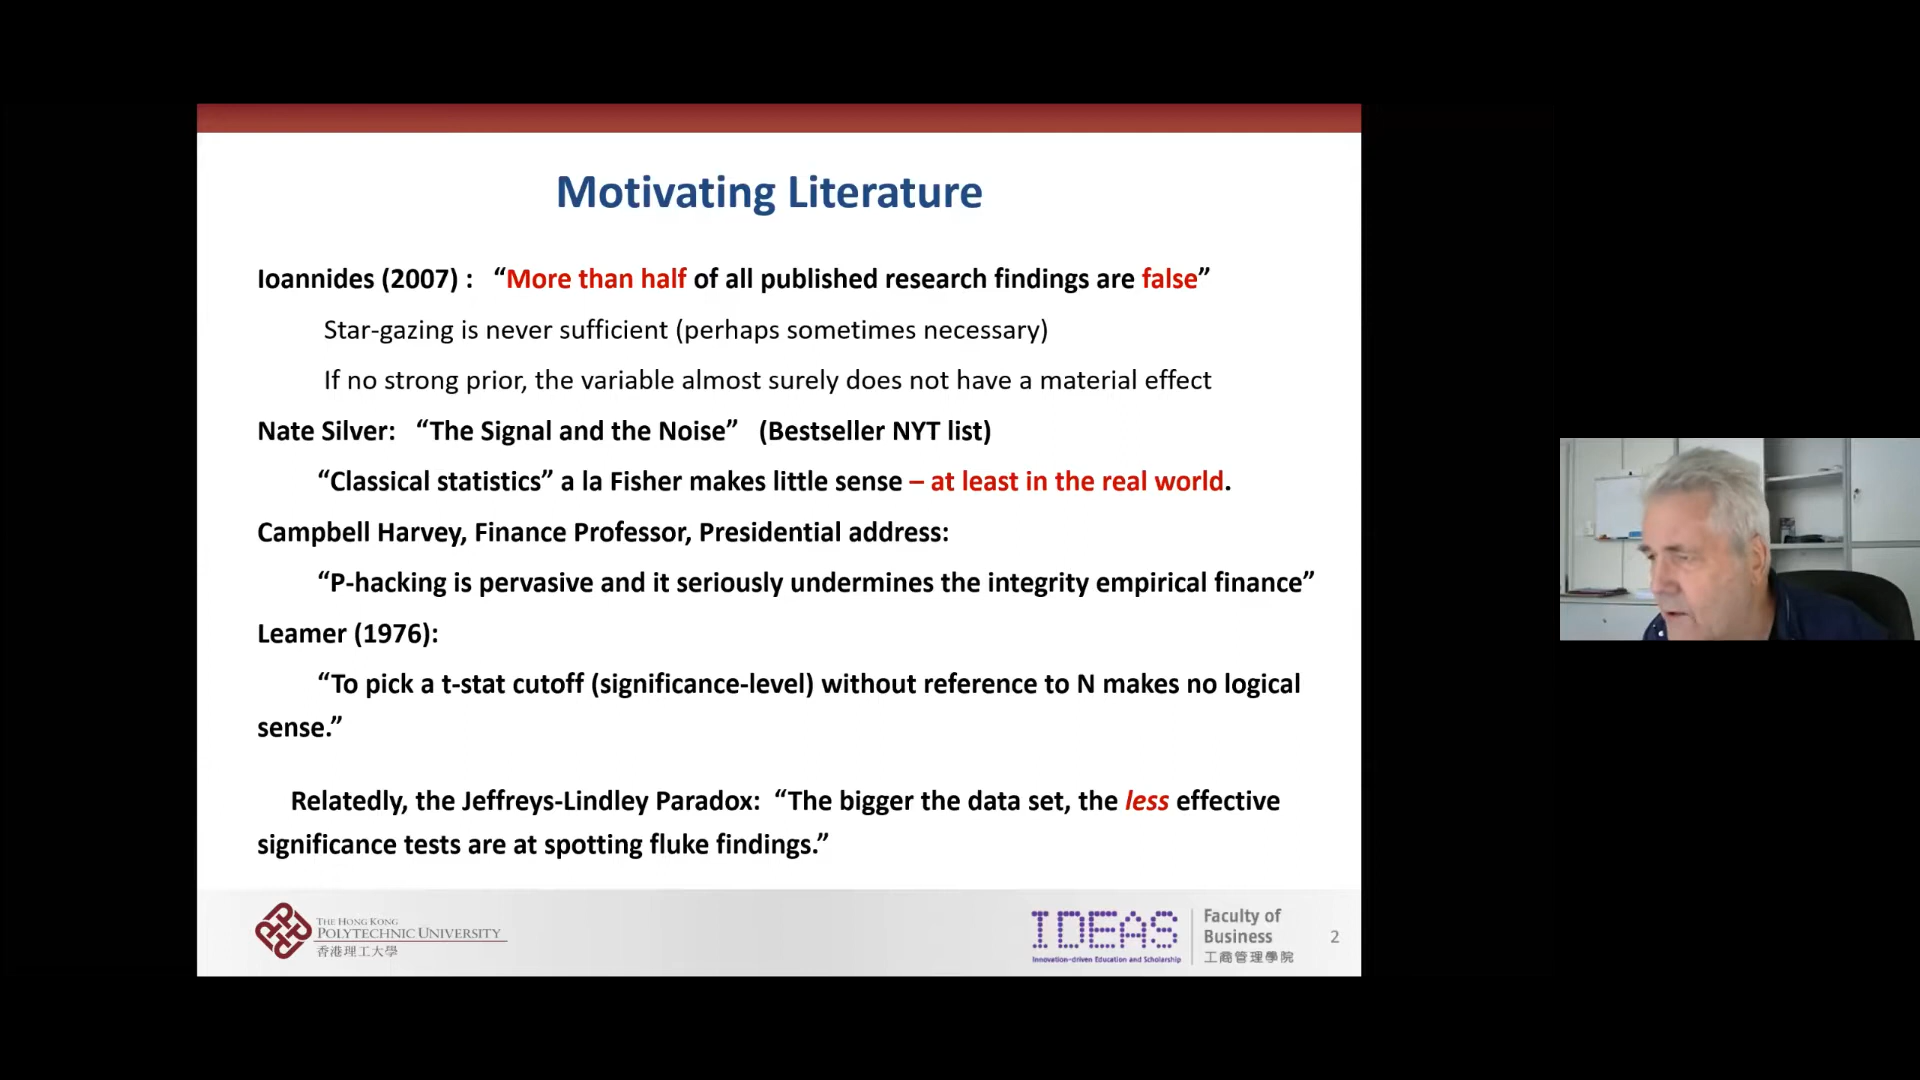 Motivating Literature
Ioannides (2007) : “More than half of all published research findings are false”
Star-gazing is never sufficient (perhaps sometimes necessary)
If no strong prior, the variable almost surely does not have a material effect
Nate Silver: “The Signal and the Noise” (Bestseller NYT list)
“Classical statistics” a la Fisher makes little sense – at least in the real world.
Campbell Harvey, Finance Professor, Presidential address:
“P-hacking is pervasive and it seriously undermines the integrity empirical finance”
Leamer (1976):
“To pick a t-stat cutoff (significance-level) without reference to N makes no logical
sense.”
Relatedly, the Jeffreys-Lindley Paradox: “The bigger the data set, the less effective
significance tests are at spotting fluke findings.”
THE HONG KONG
POLYTECHNIC UNIVERSITY
香港理工大學
IDEAS
Innovation-driven Education and Scholarship
Faculty of
Business
工商管理學院
2